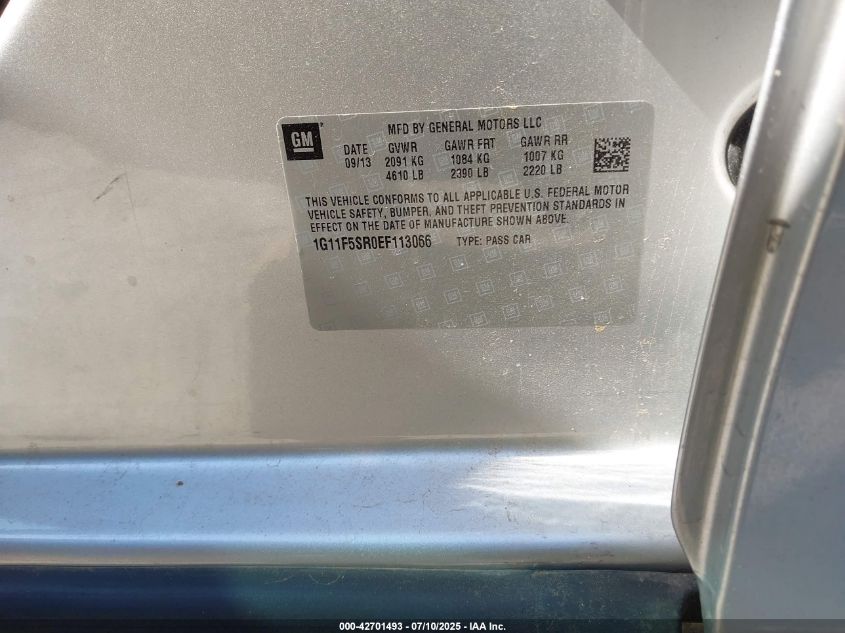 GM
MFD BY GENERAL MOTORS LLC
DATE GVWR GAWR FRT GAWR RR
09/13 2091 KG 1084 KG 1007 KG
4610 LB 2390 LB 2220 LB
THIS VEHICLE CONFORMS TO ALL APPLICABLE U.S. FEDERAL MOTOR
VEHICLE SAFETY, BUMPER, AND THEFT PREVENTION STANDARDS IN
EFFECT ON THE DATE OF MANUFACTURE SHOWN ABOVE.
1G11F5SR0EF113066 TYPE: PASS CAR
000-42701493 - 07/10/2025 - IAA Inc.